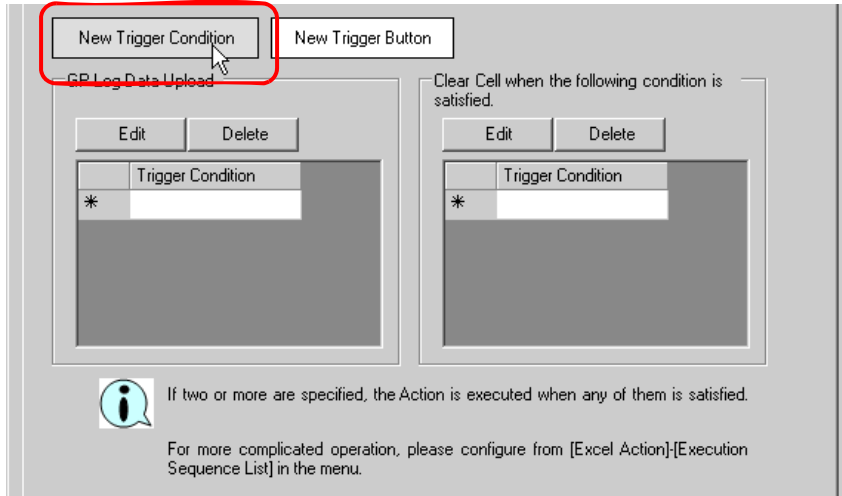 New Trigger Condition
New Trigger Button
GP Log Data Upload
Edit
Delete
Trigger Condition
*
Clear Cell when the following condition is
satisfied.
Edit
Delete
Trigger Condition
*
If two or more are specified, the Action is executed when any of them is satisfied.
For more complicated operation, please configure from [Excel Action]-[Execution
Sequence List] in the menu.